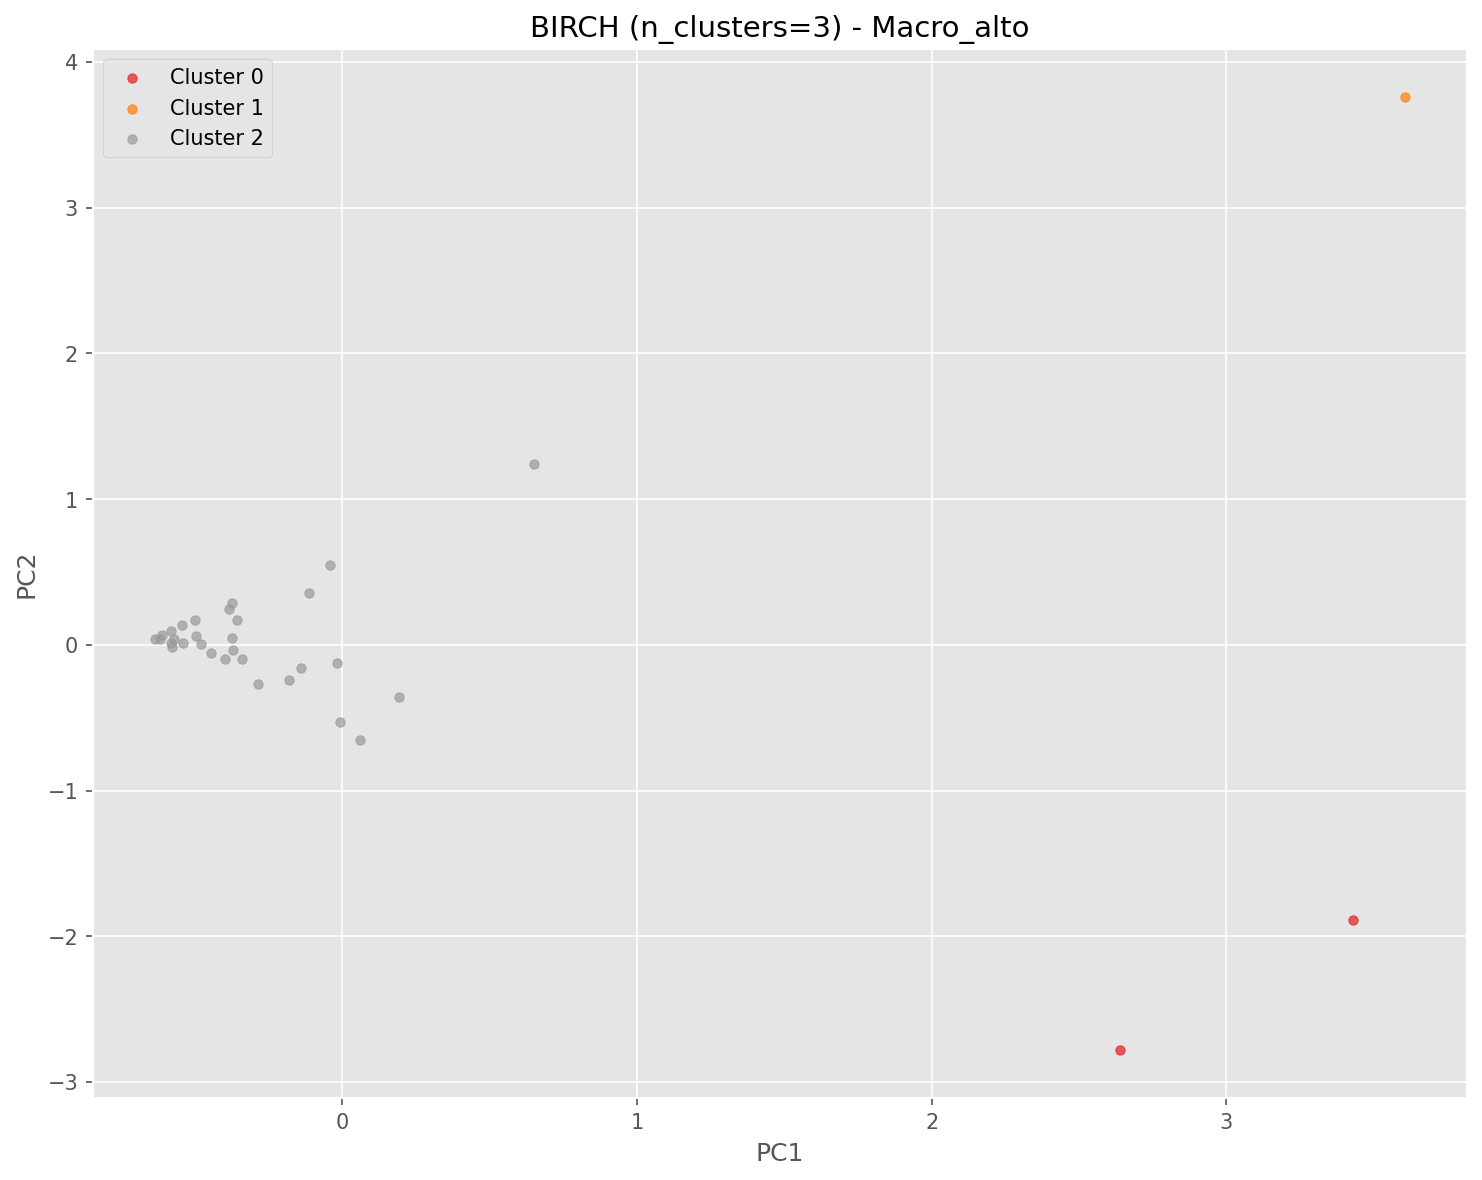 BIRCH (n_clusters=3) - Macro_alto
Cluster 0
Cluster 1
Cluster 2
4
3
2
1
0
−1
−2
−3
PC2
0
1
2
3
PC1